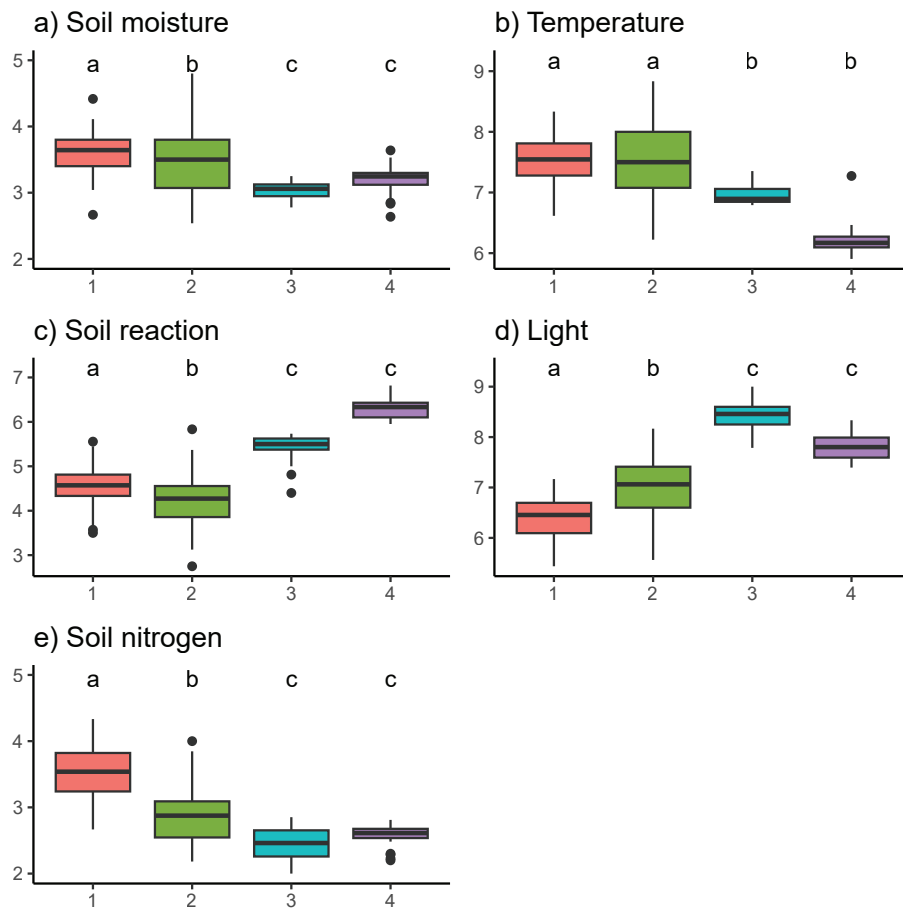 a) Soil moisture
a b c c
5
4
3
2
1 2 3 4
b) Temperature
a a b b
9
8
7
6
1 2 3 4
c) Soil reaction
a b c c
7
6
5
4
3
1 2 3 4
d) Light
a b c c
9
8
7
6
1 2 3 4
e) Soil nitrogen
a b c c
5
4
3
2
1 2 3 4